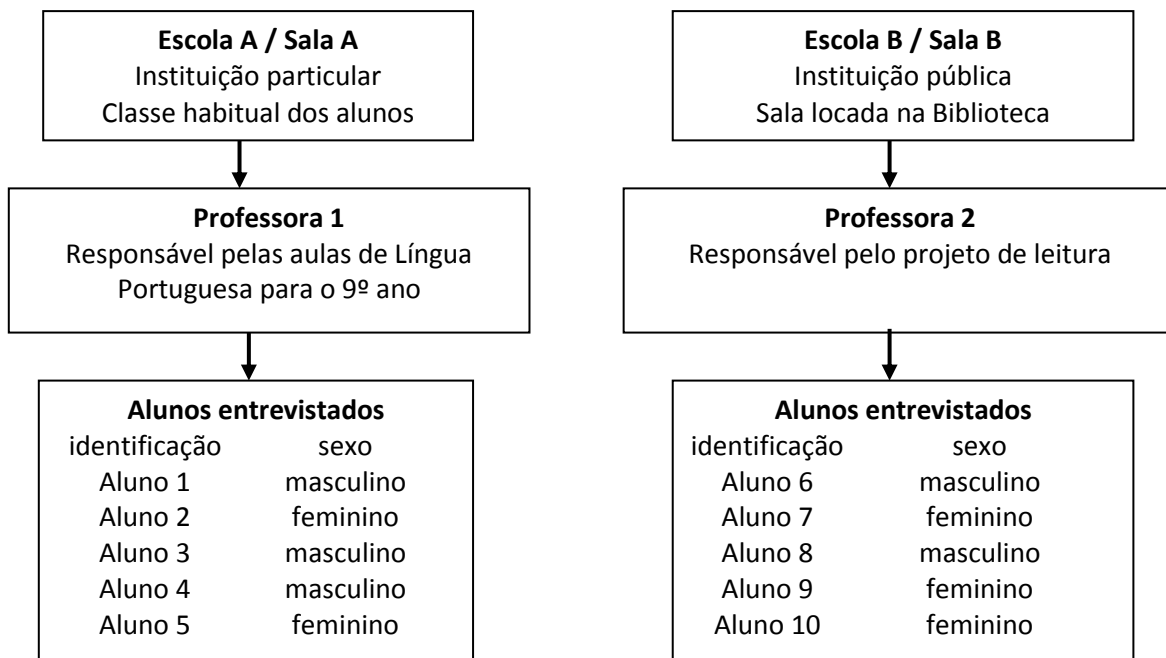 Escola A / Sala A
Instituição particular
Classe habitual dos alunos
Professora 1
Responsável pelas aulas de Língua
Portuguesa para o 9º ano
Alunos entrevistados
identificação sexo
Aluno 1 masculino
Aluno 2 feminino
Aluno 3 masculino
Aluno 4 masculino
Aluno 5 feminino
Escola B / Sala B
Instituição pública
Sala locada na Biblioteca
Professora 2
Responsável pelo projeto de leitura
Alunos entrevistados
identificação sexo
Aluno 6 masculino
Aluno 7 feminino
Aluno 8 masculino
Aluno 9 feminino
Aluno 10 feminino